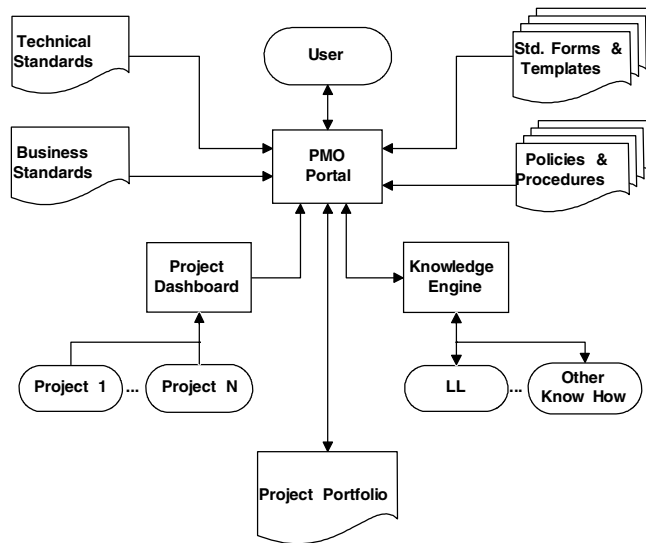 Technical
Standards
User
Std. Forms &
Templates
Business
Standards
PMO
Portal
Policies &
Procedures
Project
Dashboard
Knowledge
Engine
Project 1
...
Project N
LL
...
Other
Know How
Project Portfolio